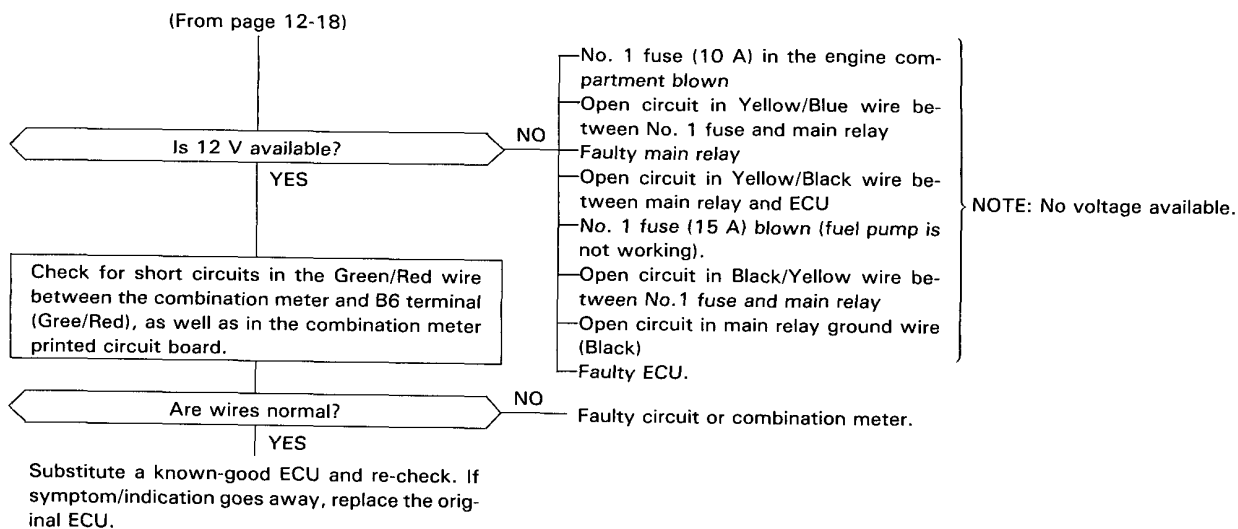 (From page 12-18)
Is 12 V available?
NO
YES
No. 1 fuse (10 A) in the engine com-
partment blown
Open circuit in Yellow/Blue wire be-
tween No. 1 fuse and main relay
Faulty main relay
Open circuit in Yellow/Black wire be-
tween main relay and ECU
No. 1 fuse (15 A) blown (fuel pump is
not working).
Open circuit in Black/Yellow wire be-
tween No.1 fuse and main relay
Open circuit in main relay ground wire
(Black)
Faulty ECU.
NOTE: No voltage available.
Check for short circuits in the Green/Red wire
between the combination meter and B6 terminal
(Gree/Red), as well as in the combination meter
printed circuit board.
Are wires normal?
NO
Faulty circuit or combination meter.
YES
Substitute a known-good ECU and re-check. If
symptom/indication goes away, replace the orig-
inal ECU.